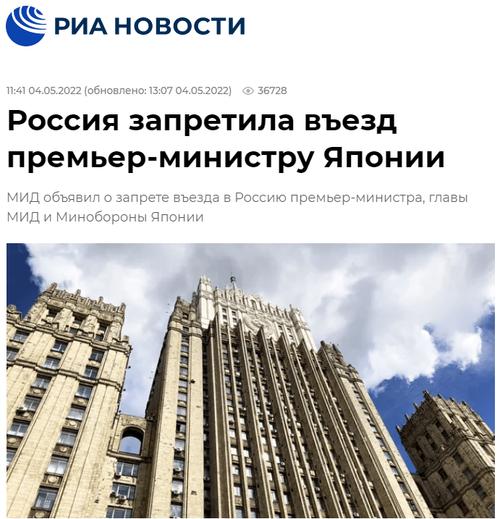 РИА НОВОСТИ
11:41 04.05.2022 (обновлено: 13:07 04.05.2022) 36728
Россия запретила въезд
премьер-министру Японии
МИД объявил о запрете въезда в Россию премьер-министра, главы
МИД и Минобороны Японии